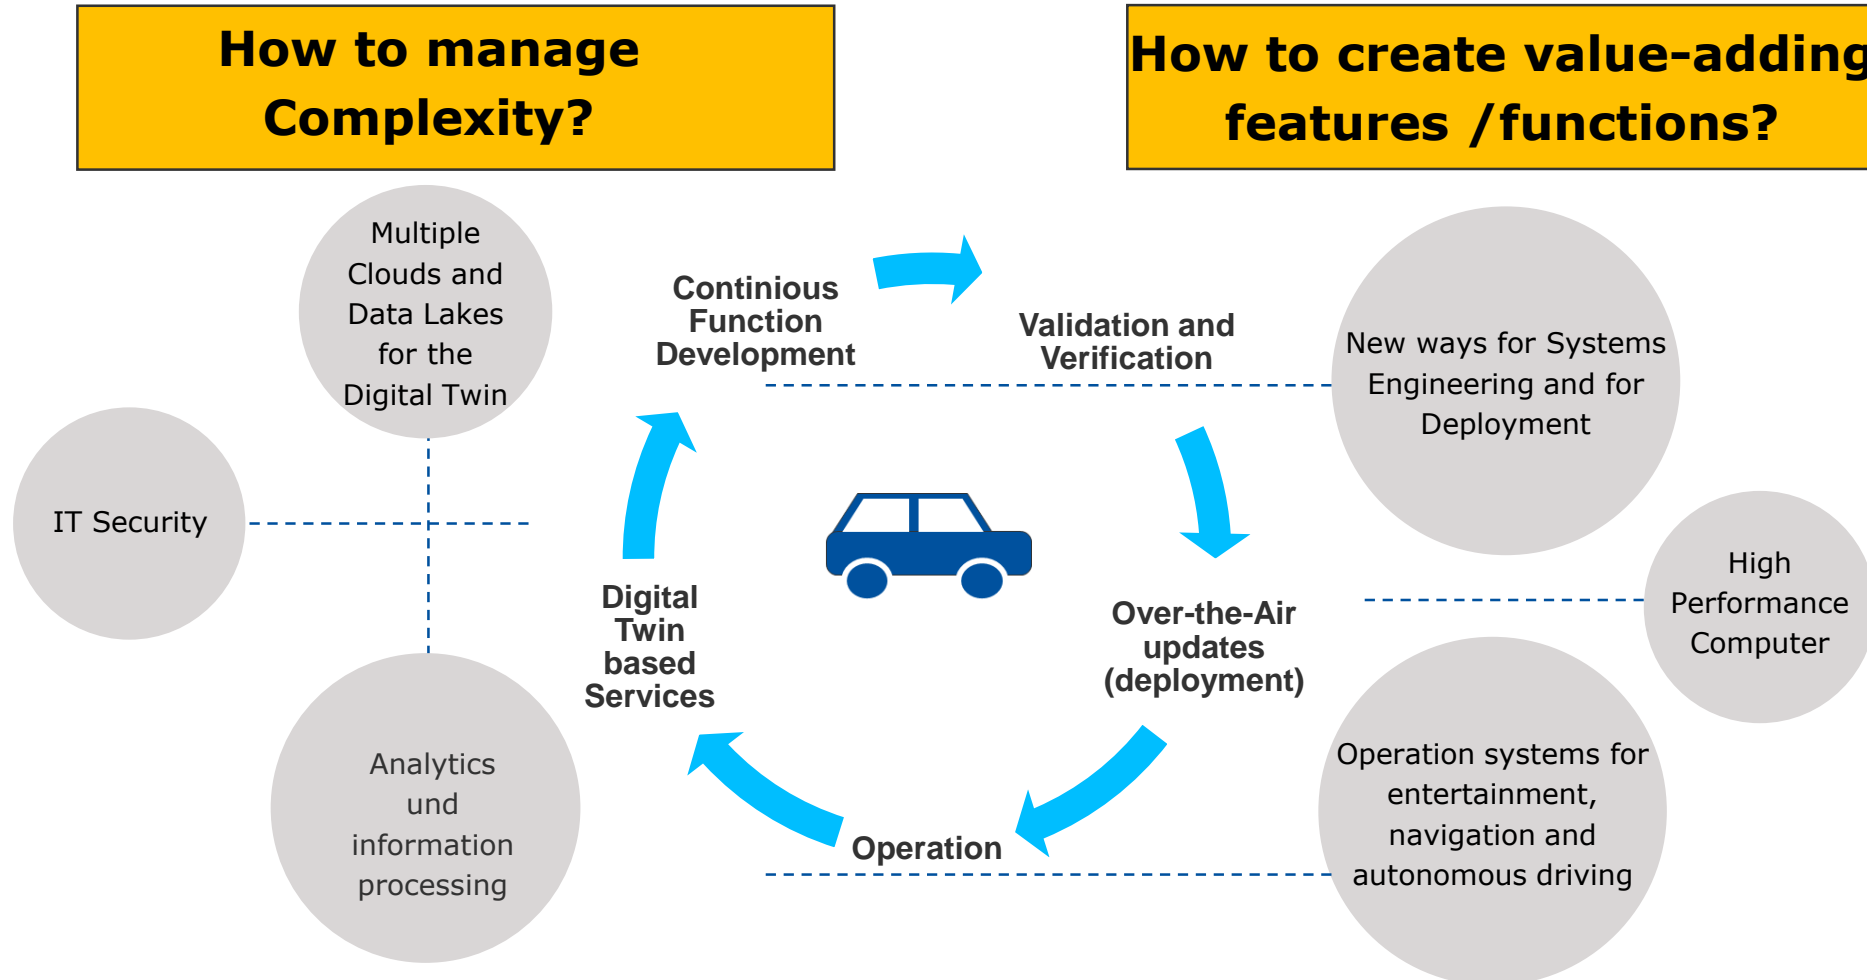 How to manage
Complexity?
How to create value-adding
features /functions?
Multiple
Clouds and
Data Lakes
for the
Digital Twin
Continious
Function
Development
Validation and
Verification
New ways for Systems
Engineering and for
Deployment
IT Security
High
Performance
Computer
Digital
Twin
based
Services
Over-the-Air
updates
(deployment)
Analytics
und
information
processing
Operation
Operation systems for
entertainment,
navigation and
autonomous driving